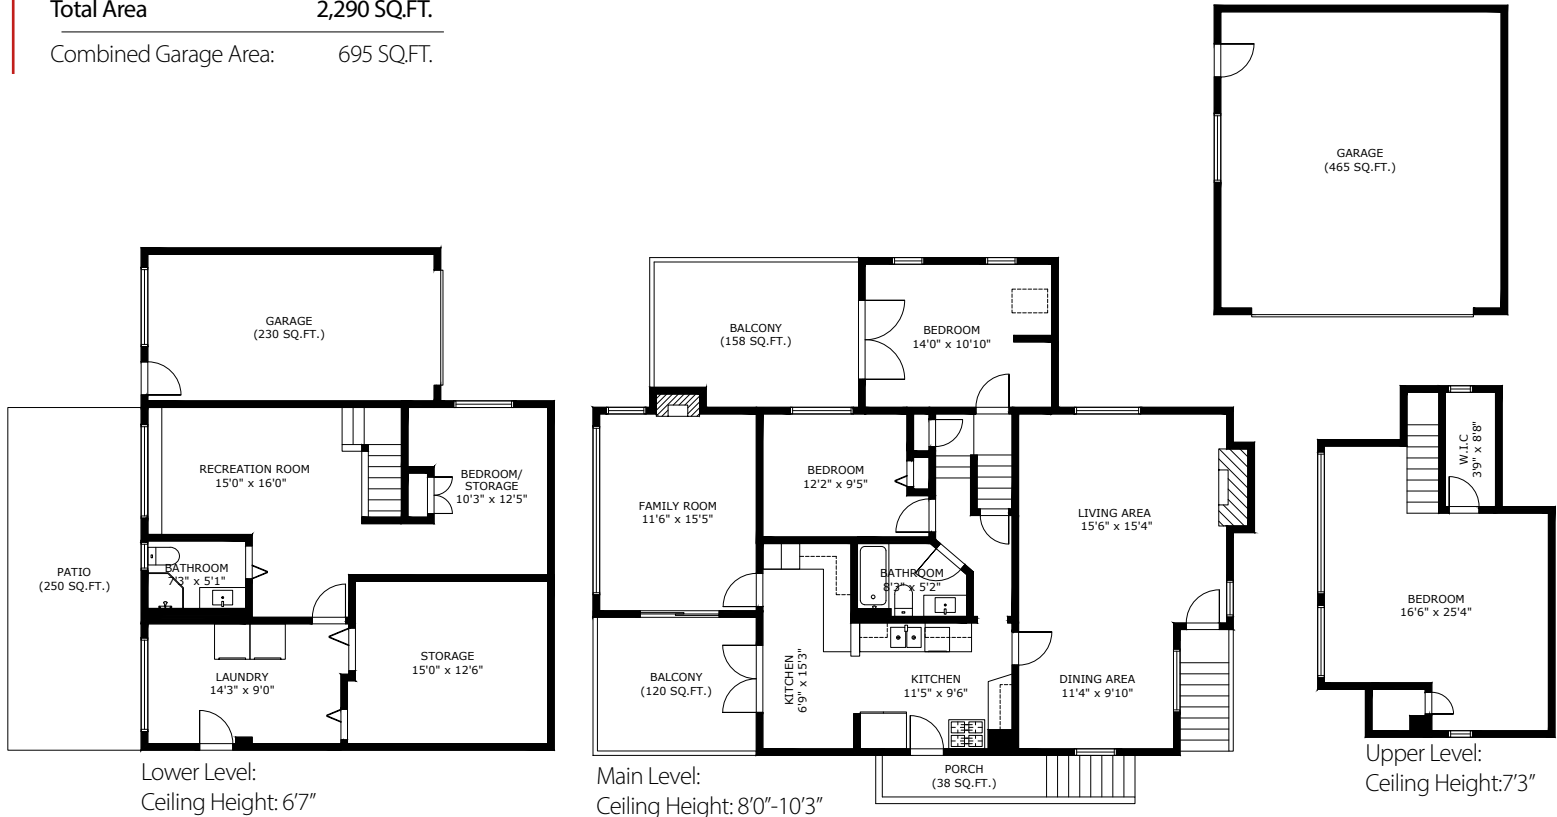 Total Area 2,290 SQ.FT.
Combined Garage Area: 695 SQ.FT.
GARAGE
(465 SQ.FT.)
GARAGE
(230 SQ.FT.)
RECREATION ROOM
15'0" x 16'0"
BEDROOM/
STORAGE
10'3" x 12'5"
PATIO
(250 SQ.FT.)
BATHROOM
7'3" x 5'1"
LAUNDRY
14'3" x 9'0"
STORAGE
15'0" x 12'6"
Lower Level:
Ceiling Height: 6'7"
BALCONY
(158 SQ.FT.)
BEDROOM
14'0" x 10'10"
FAMILY ROOM
11'6" x 15'5"
BEDROOM
12'2" x 9'5"
LIVING AREA
15'6" x 15'4"
BATHROOM
8'3" x 5'2"
BALCONY
(120 SQ.FT.)
KITCHEN
6'9" x 15'3"
KITCHEN
11'5" x 9'6"
DINING AREA
11'4" x 9'10"
PORCH
(38 SQ.FT.)
Main Level:
Ceiling Height: 8'0"-10'3"
W.I.C
3'9" x 8'8"
BEDROOM
16'6" x 25'4"
Upper Level:
Ceiling Height:7'3"